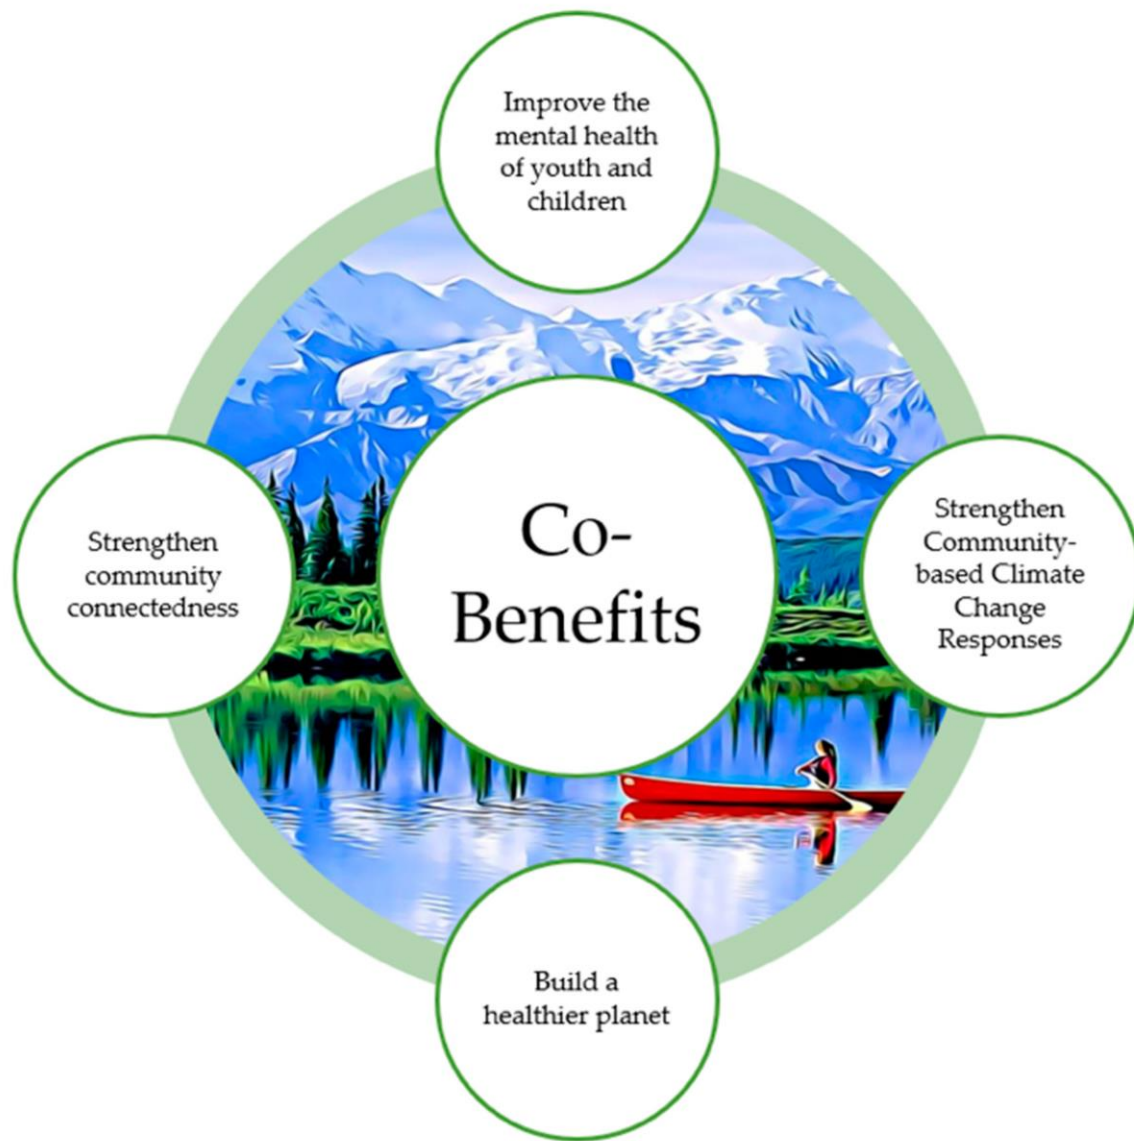 Improve the
mental health
of youth and
children
Strengthen
community
connectedness
Co-
Benefits
Strengthen
Community-
based Climate
Change
Responses
Build a
healthier planet